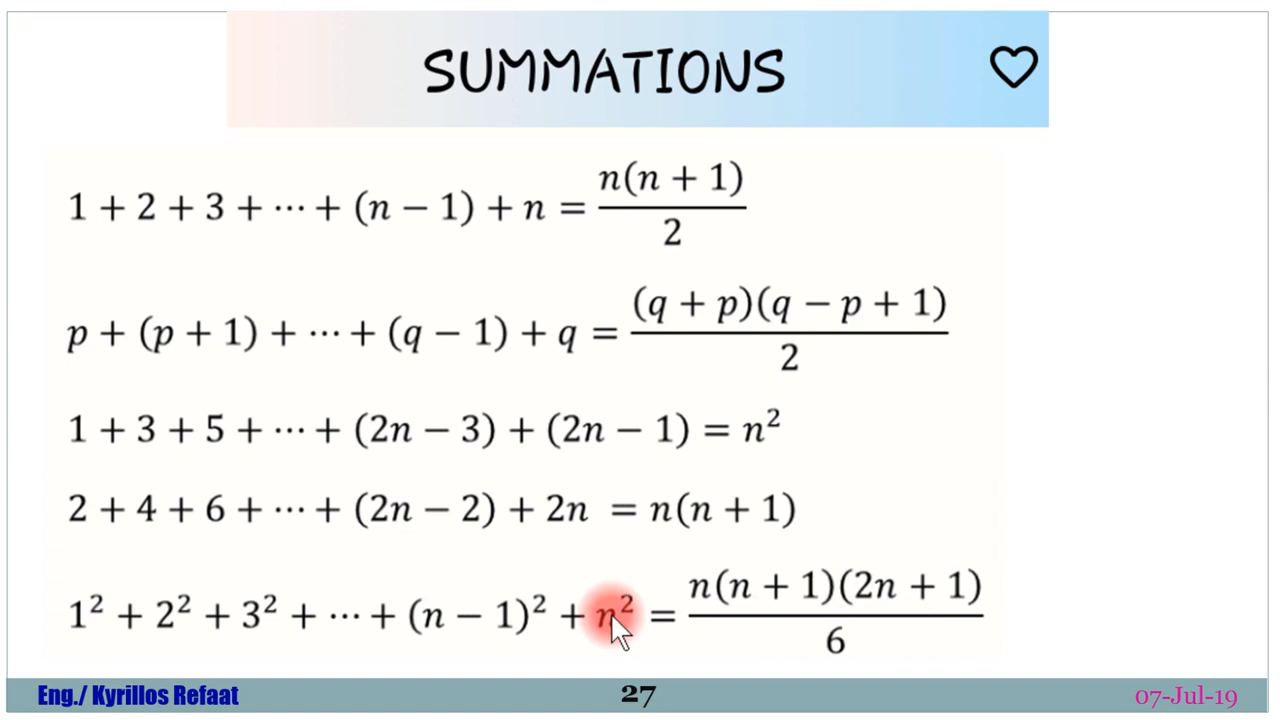 SUMMATIONS
1 + 2 + 3 + ⋯ + (n − 1) + n = n(n + 1)/2
p + (p + 1) + ⋯ + (q − 1) + q = (q + p)(q − p + 1)/2
1 + 3 + 5 + ⋯ + (2n − 3) + (2n − 1) = n²
2 + 4 + 6 + ⋯ + (2n − 2) + 2n = n(n + 1)
1² + 2² + 3² + ⋯ + (n − 1)² + n² = n(n + 1)(2n + 1)/6
Eng./ Kyrillos Refaat 27 07-Jul-19